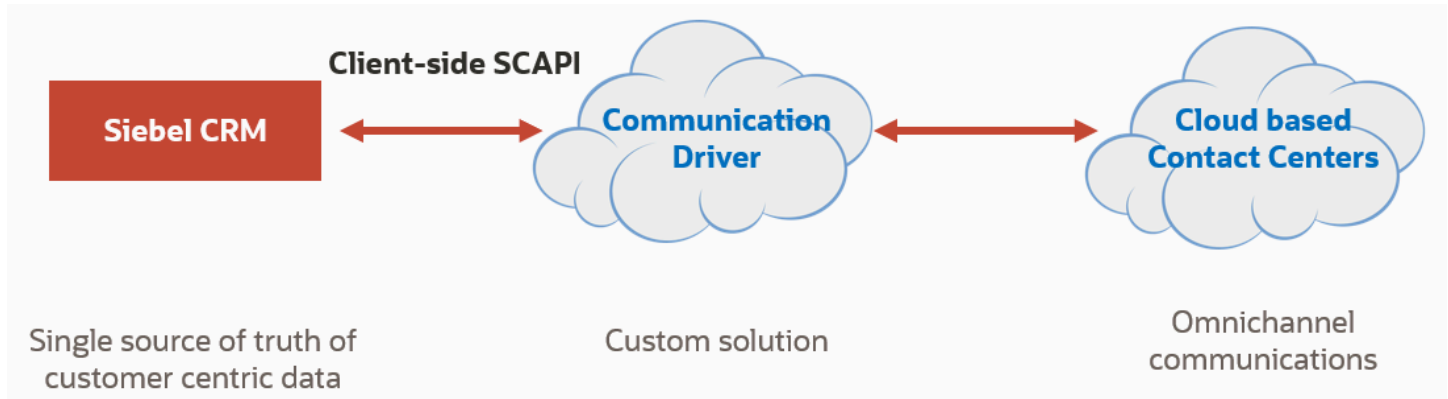 Client-side SCAPI
Siebel CRM
Communication
Driver
Cloud based
Contact Centers
Single source of truth of
customer centric data
Custom solution
Omnichannel
communications